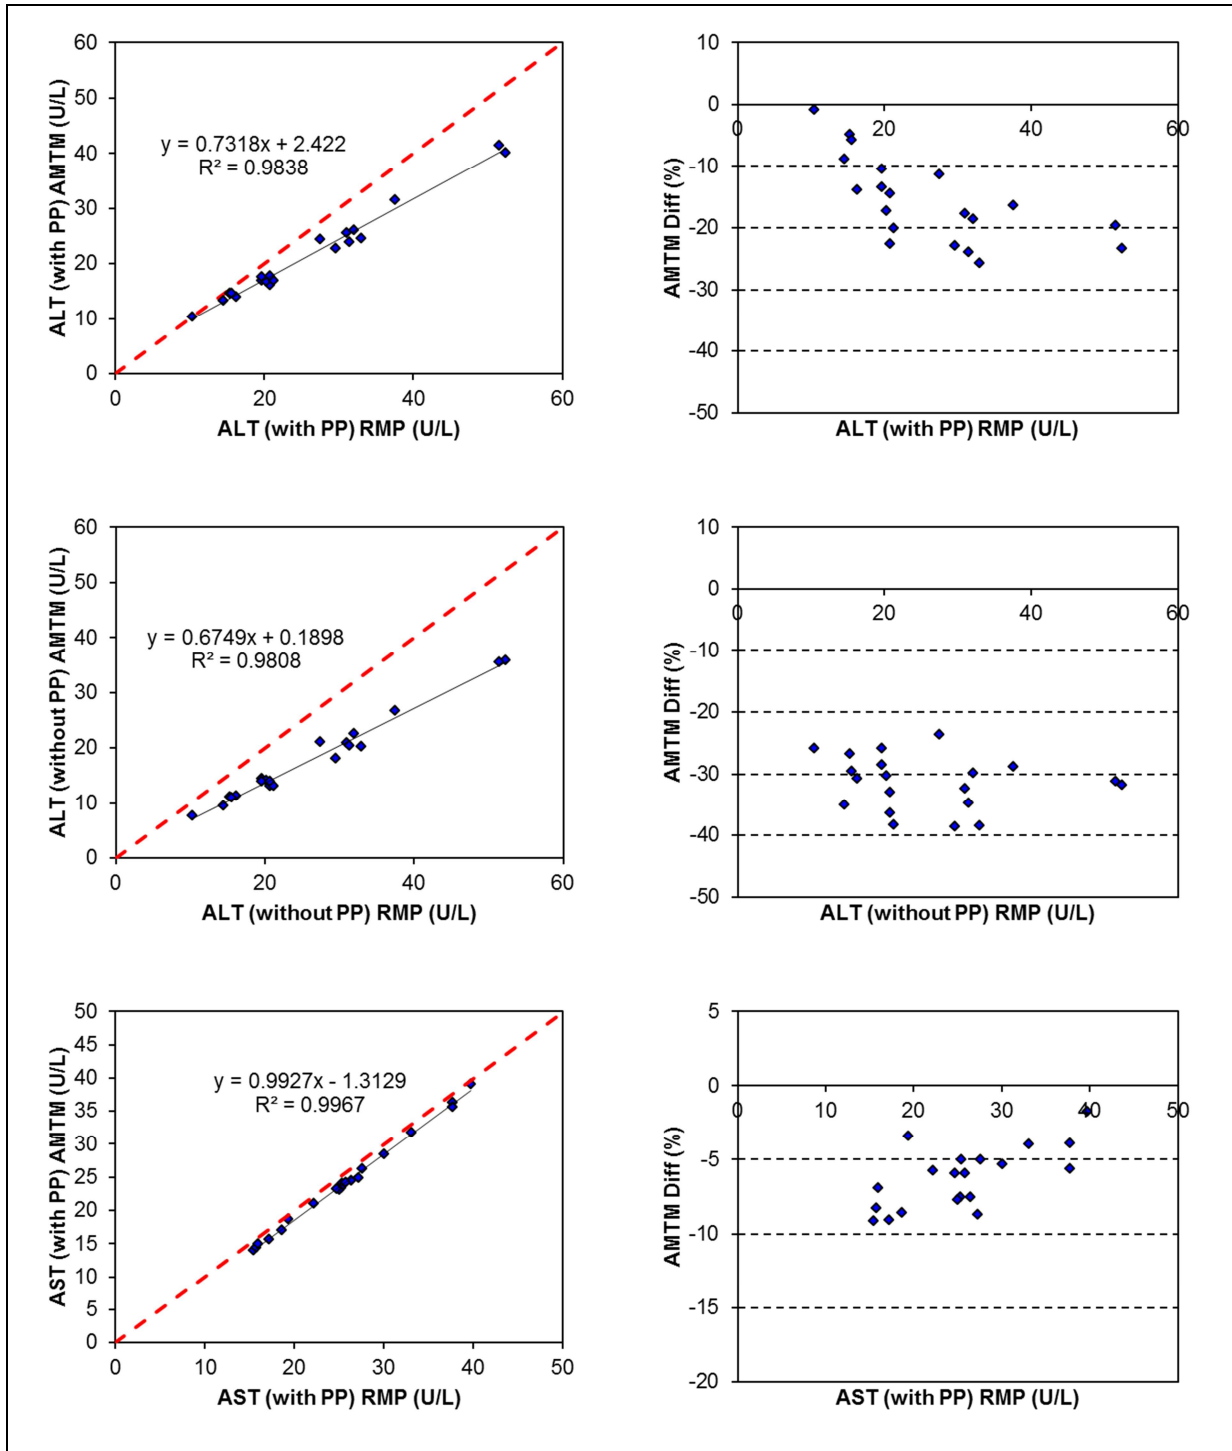 60
50
40
30
20
10
0
ALT (with PP) AMTM (U/L)
y = 0.7318x + 2.422
R² = 0.9838
0 20 40 60
ALT (with PP) RMP (U/L)
10
0
-10
-20
-30
-40
-50
AMTM Diff (%)
0 20 40 60
ALT (with PP) RMP (U/L)
60
50
40
30
20
10
0
ALT (without PP) AMTM (U/L)
y = 0.6749x + 0.1898
R² = 0.9808
0 20 40 60
ALT (without PP) RMP (U/L)
10
0
-10
-20
-30
-40
-50
AMTM Diff (%)
0 20 40 60
ALT (without PP) RMP (U/L)
50
45
40
35
30
25
20
15
10
5
0
AST (with PP) AMTM (U/L)
y = 0.9927x - 1.3129
R² = 0.9967
0 10 20 30 40 50
AST (with PP) RMP (U/L)
5
0
-5
-10
-15
-20
AMTM Diff (%)
0 10 20 30 40 50
AST (with PP) RMP (U/L)